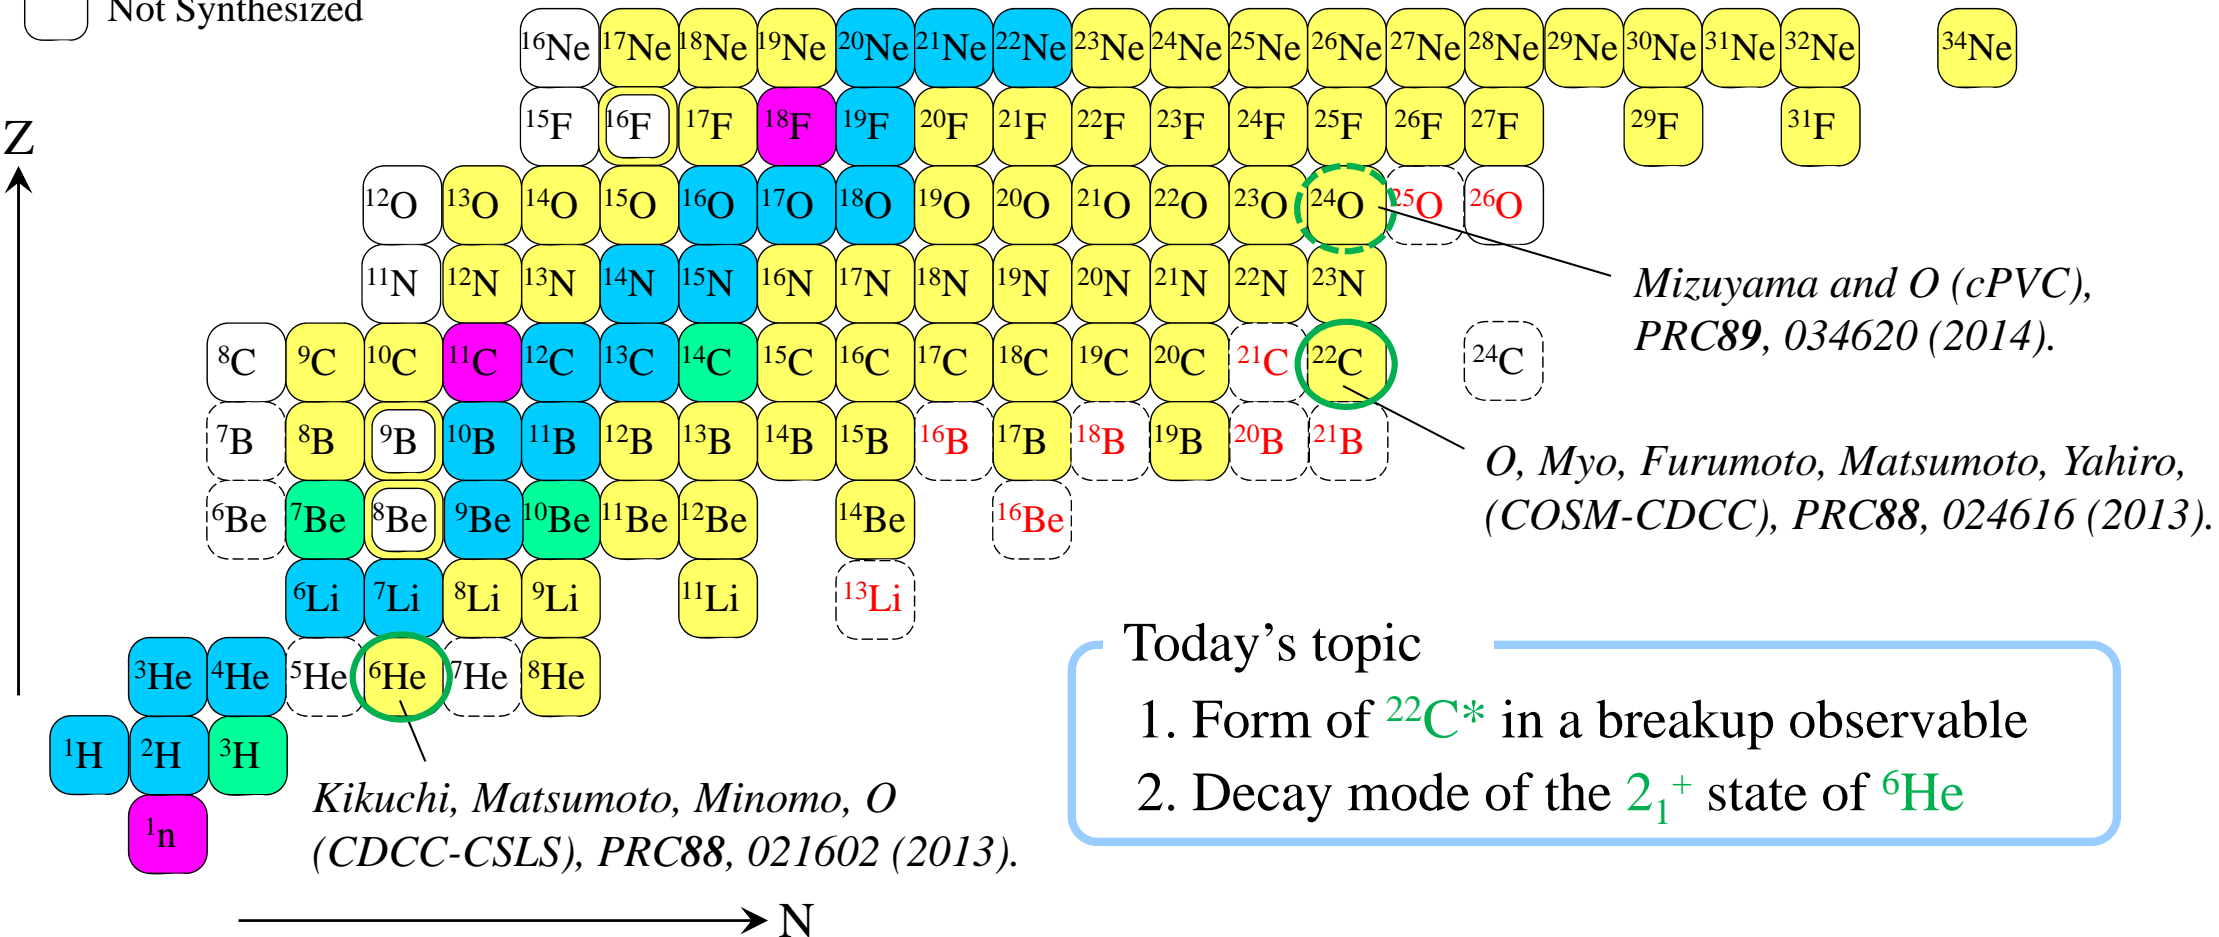 Not Synthesized
¹⁶Ne ¹⁷Ne ¹⁸Ne ¹⁹Ne ²⁰Ne ²¹Ne ²²Ne ²³Ne ²⁴Ne ²⁵Ne ²⁶Ne ²⁷Ne ²⁸Ne ²⁹Ne ³⁰Ne ³¹Ne ³²Ne ³⁴Ne
¹⁵F ¹⁶F ¹⁷F ¹⁸F ¹⁹F ²⁰F ²¹F ²²F ²³F ²⁴F ²⁵F ²⁶F ²⁷F ²⁹F ³¹F
Z
¹²O ¹³O ¹⁴O ¹⁵O ¹⁶O ¹⁷O ¹⁸O ¹⁹O ²⁰O ²¹O ²²O ²³O ²⁴O ²⁵O ²⁶O
¹¹N ¹²N ¹³N ¹⁴N ¹⁵N ¹⁶N ¹⁷N ¹⁸N ¹⁹N ²⁰N ²¹N ²²N ²³N
Mizuyama and O (cPVC),
PRC89, 034620 (2014).
⁸C ⁹C ¹⁰C ¹¹C ¹²C ¹³C ¹⁴C ¹⁵C ¹⁶C ¹⁷C ¹⁸C ¹⁹C ²⁰C ²¹C ²²C ²⁴C
⁷B ⁸B ⁹B ¹⁰B ¹¹B ¹²B ¹³B ¹⁴B ¹⁵B ¹⁶B ¹⁷B ¹⁸B ¹⁹B ²⁰B ²¹B
O, Myo, Furumoto, Matsumoto, Yahiro,
(COSM-CDCC), PRC88, 024616 (2013).
⁶Be ⁷Be ⁸Be ⁹Be ¹⁰Be ¹¹Be ¹²Be ¹⁴Be ¹⁶Be
⁶Li ⁷Li ⁸Li ⁹Li ¹¹Li ¹³Li
³He ⁴He ⁵He ⁶He ⁷He ⁸He
¹H ²H ³H
¹n
Kikuchi, Matsumoto, Minomo, O
(CDCC-CSLS), PRC88, 021602 (2013).
Today’s topic
1. Form of ²²C* in a breakup observable
2. Decay mode of the 2₁⁺ state of ⁶He
N